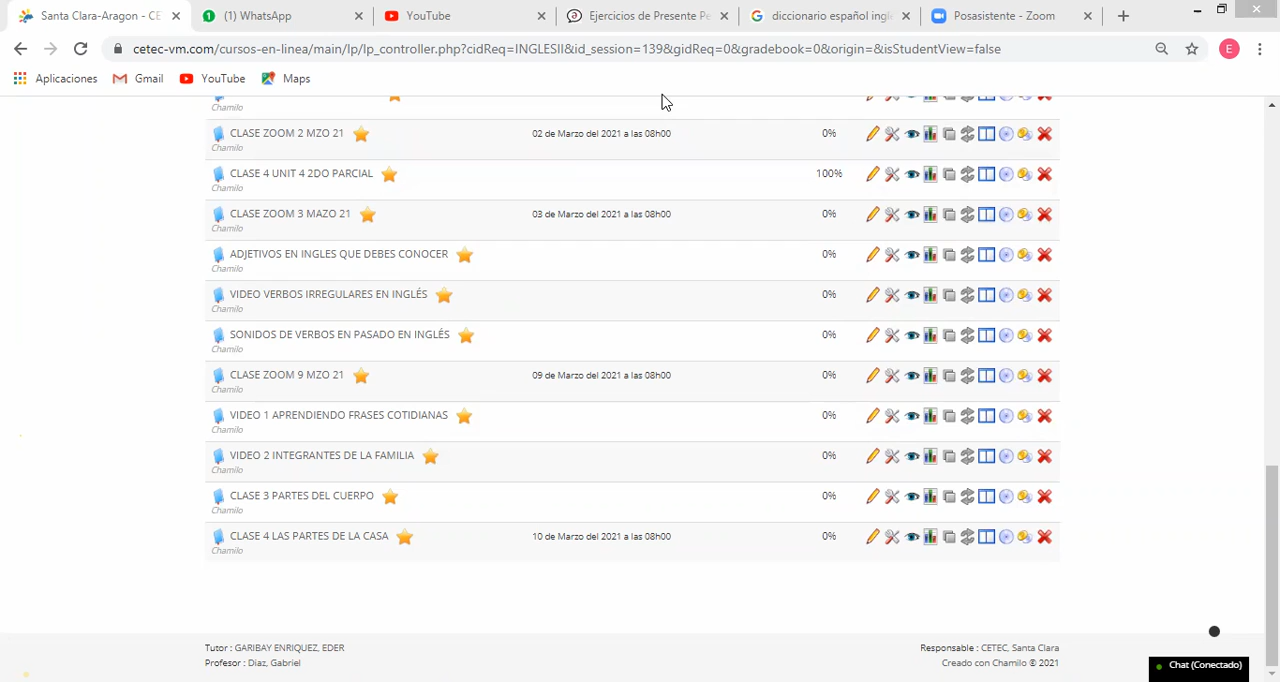 Santa Clara-Aragon - CE
(1) WhatsApp
YouTube
Ejercicios de Presente Pe
diccionario español inglé
Posasistente - Zoom
cetec-vm.com/cursos-en-linea/main/lp/lp_controller.php?cidReq=INGLESII&id_session=139&gidReq=0&gradebook=0&origin=&isStudentView=false
E
Aplicaciones
Gmail
YouTube
Maps
Chamilo
CLASE ZOOM 2 MZO 21 02 de Marzo del 2021 a las 08h00 0%
Chamilo
CLASE 4 UNIT 4 2DO PARCIAL 100%
Chamilo
CLASE ZOOM 3 MAZO 21 03 de Marzo del 2021 a las 08h00 0%
Chamilo
ADJETIVOS EN INGLES QUE DEBES CONOCER 0%
Chamilo
VIDEO VERBOS IRREGULARES EN INGLÉS 0%
Chamilo
SONIDOS DE VERBOS EN PASADO EN INGLÉS 0%
Chamilo
CLASE ZOOM 9 MZO 21 09 de Marzo del 2021 a las 08h00 0%
Chamilo
VIDEO 1 APRENDIENDO FRASES COTIDIANAS 0%
Chamilo
VIDEO 2 INTEGRANTES DE LA FAMILIA 0%
Chamilo
CLASE 3 PARTES DEL CUERPO 0%
Chamilo
CLASE 4 LCT PARTES DE LA CASA 10 de Marzo del 2021 a las 08h00 0%
Chamilo
Tutor : GARIBAY ENRIQUEZ, EDER
Profesor : Diaz, Gabriel
Responsable : CETEC, Santa Clara
Creado con Chamilo © 2021
Chat (Conectado)